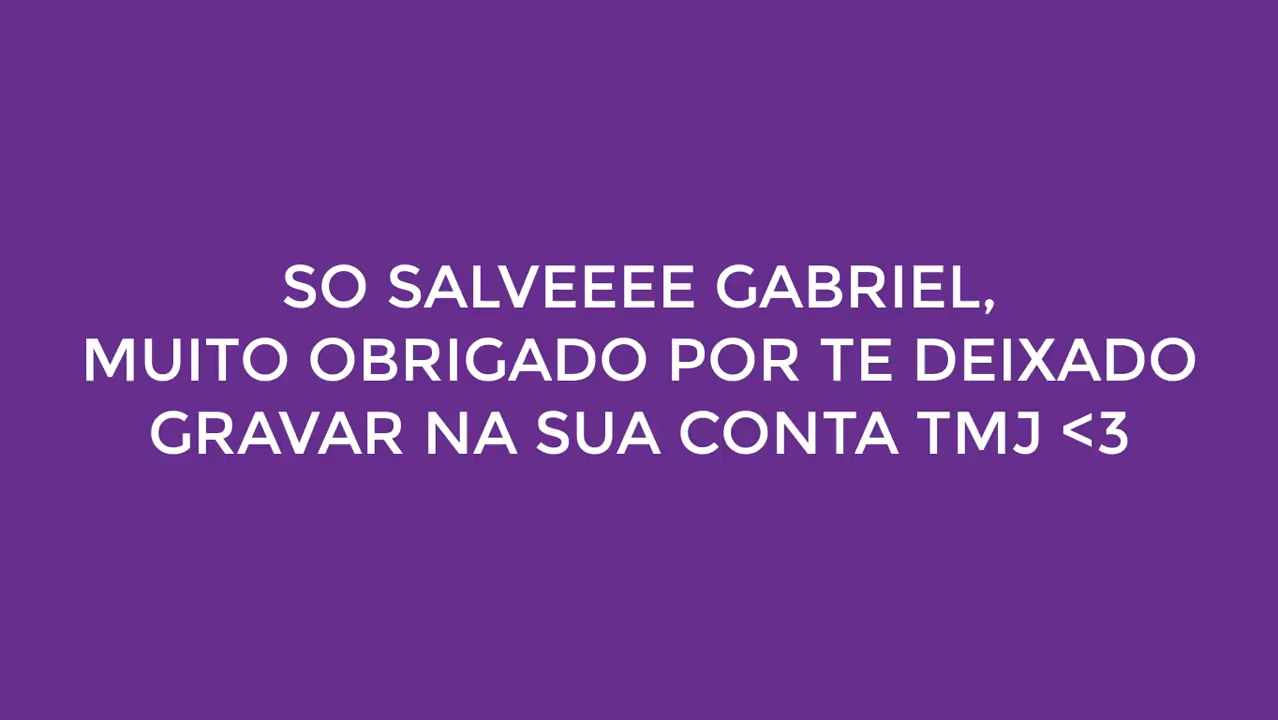 SO SALVEEEE GABRIEL,
MUITO OBRIGADO POR TE DEIXADO
GRAVAR NA SUA CONTA TMJ <3